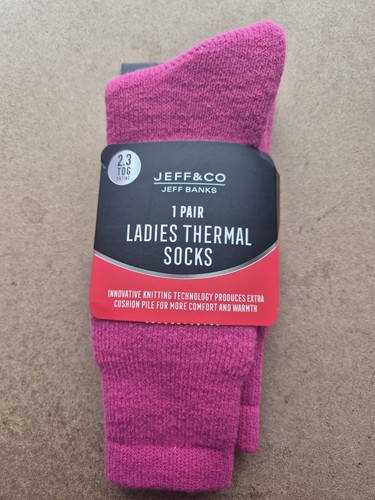 2.3
TOG
RATING
JEFF&CO
JEFF BANKS
1 PAIR
LADIES THERMAL
SOCKS
INNOVATIVE KNITTING TECHNOLOGY PRODUCES EXTRA
CUSHION PILE FOR MORE COMFORT AND WARMTH